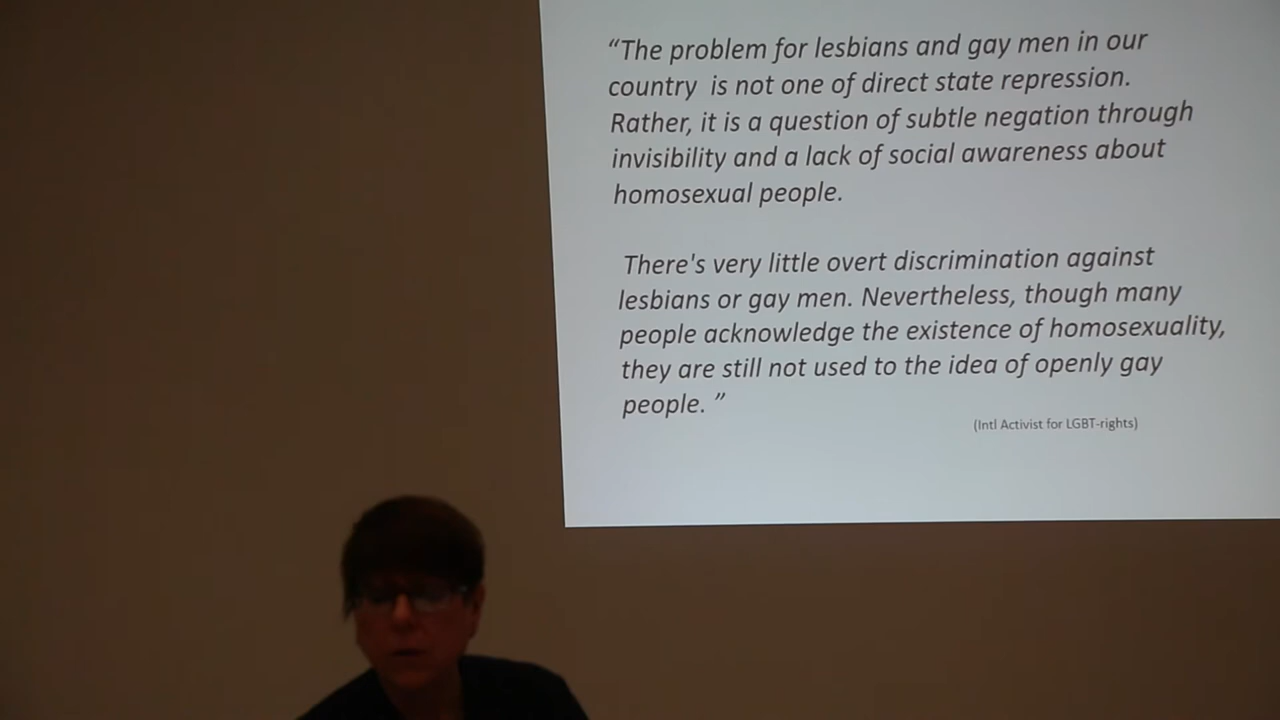 “The problem for lesbians and gay men in our
country  is not one of direct state repression.
Rather, it is a question of subtle negation through
invisibility and a lack of social awareness about
homosexual people.
There's very little overt discrimination against
lesbians or gay men. Nevertheless, though many
people acknowledge the existence of homosexuality,
they are still not used to the idea of openly gay
people. ”
(Intl Activist for LGBT-rights)